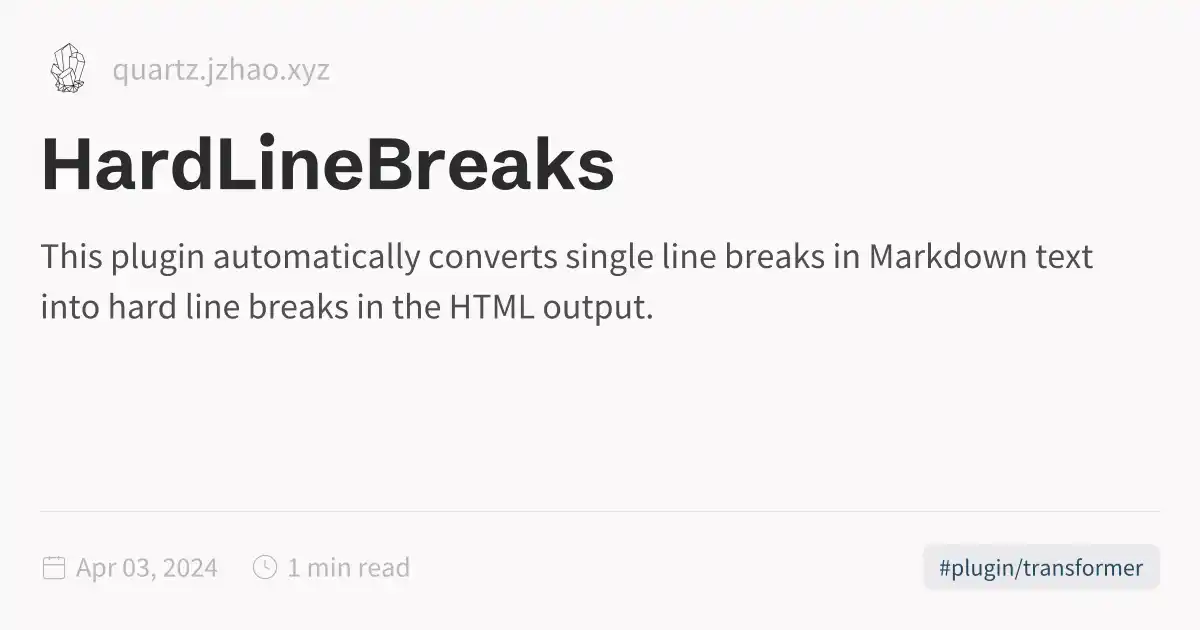 quartz.jzhao.xyz
HardLineBreaks
This plugin automatically converts single line breaks in Markdown text
into hard line breaks in the HTML output.
Apr 03, 2024 1 min read #plugin/transformer